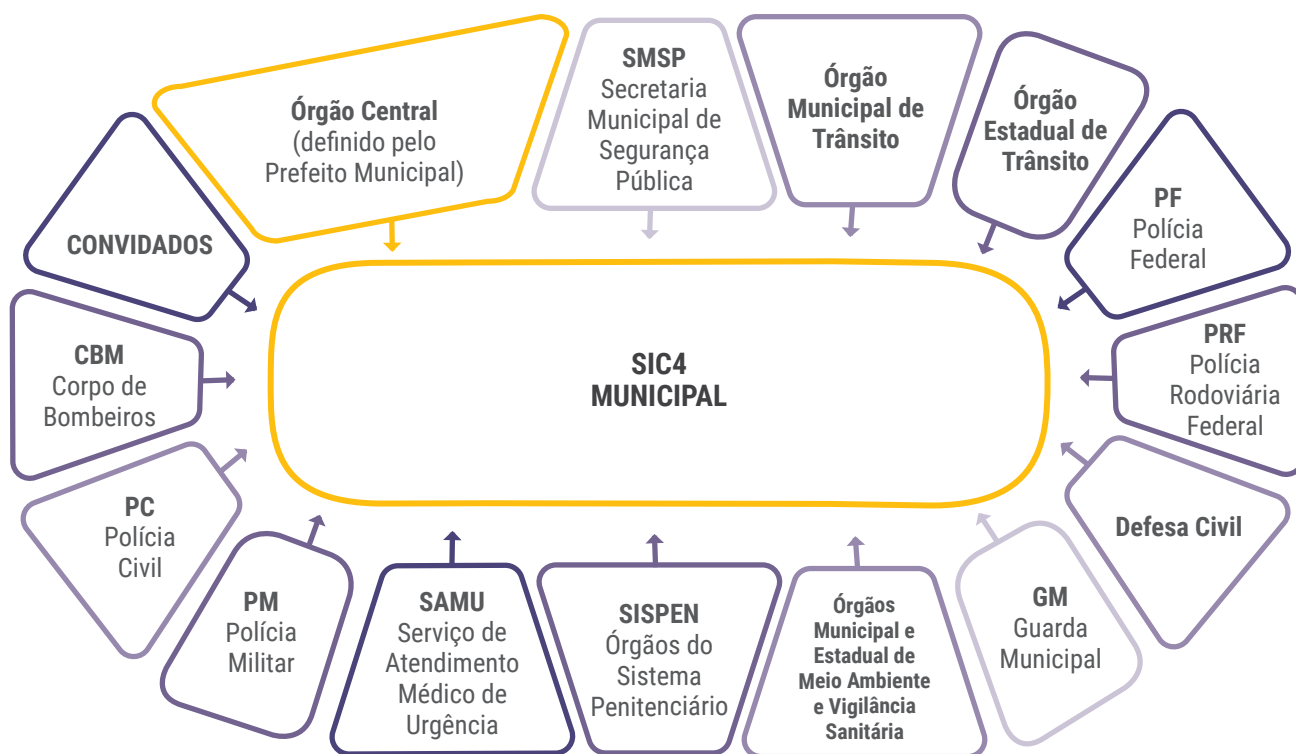 Órgão Central
(definido pelo
Prefeito Municipal)
SMSP
Secretaria
Municipal de
Segurança
Pública
Órgão
Municipal de
Trânsito
Órgão
Estadual de
Trânsito
PF
Polícia
Federal
PRF
Polícia
Rodoviária
Federal
Defesa Civil
GM
Guarda
Municipal
Órgãos
Municipal e
Estadual de
Meio Ambiente
e Vigilância
Sanitária
SISPEN
Órgãos do
Sistema
Penitenciário
SAMU
Serviço de
Atendimento
Médico de
Urgência
PM
Polícia
Militar
PC
Polícia
Civil
CBM
Corpo de
Bombeiros
CONVIDADOS
SIC4
MUNICIPAL